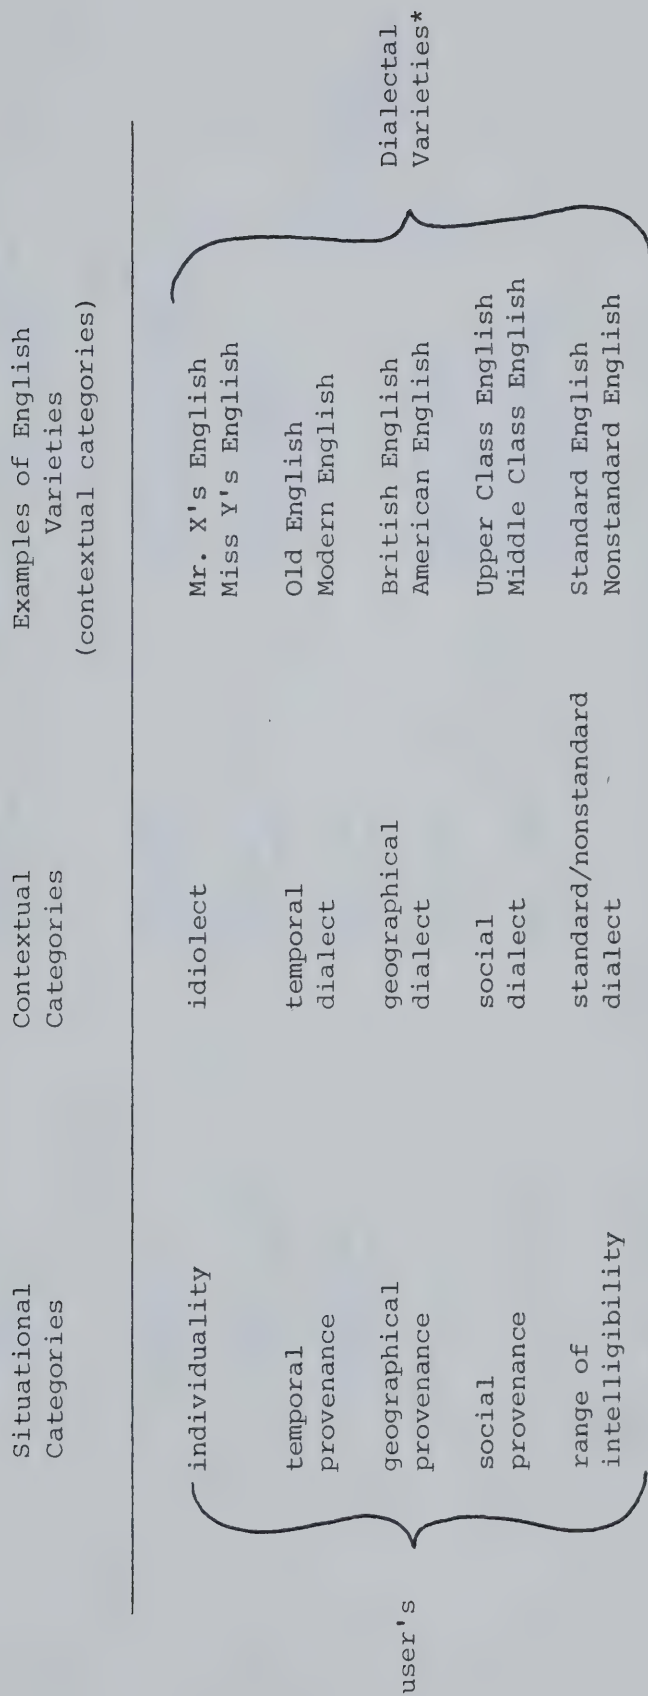 Situational Contextual Examples of English
Categories Categories Varieties
(contextual categories)
individuality idiolect Mr. X's English
Miss Y's English
temporal temporal Old English
provenance dialect Modern English
user's geographical geographical British English Dialectal
provenance dialect American English Varieties*
social social Upper Class English
provenance dialect Middle Class English
range of standard/nonstandard Standard English
intelligibility dialect Nonstandard English